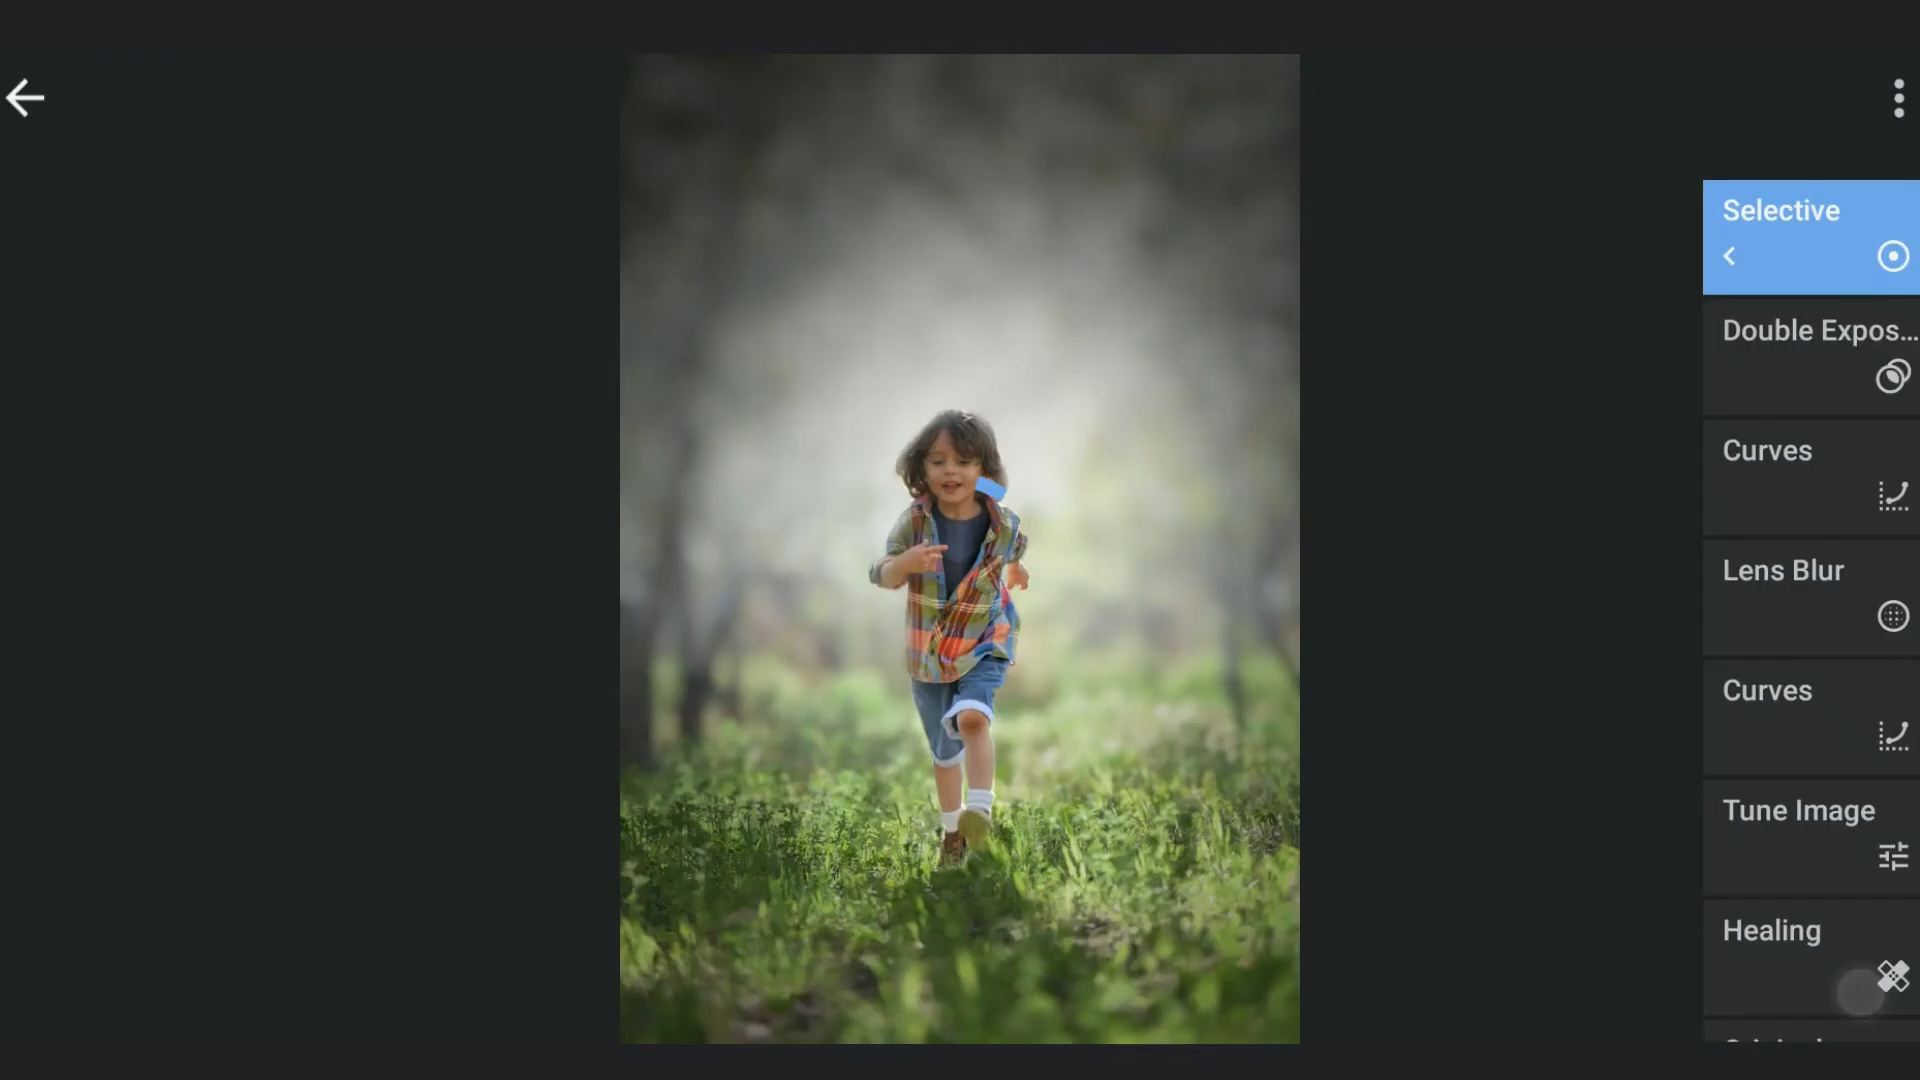 Selective
Double Expos...
Curves
Lens Blur
Curves
Tune Image
Healing